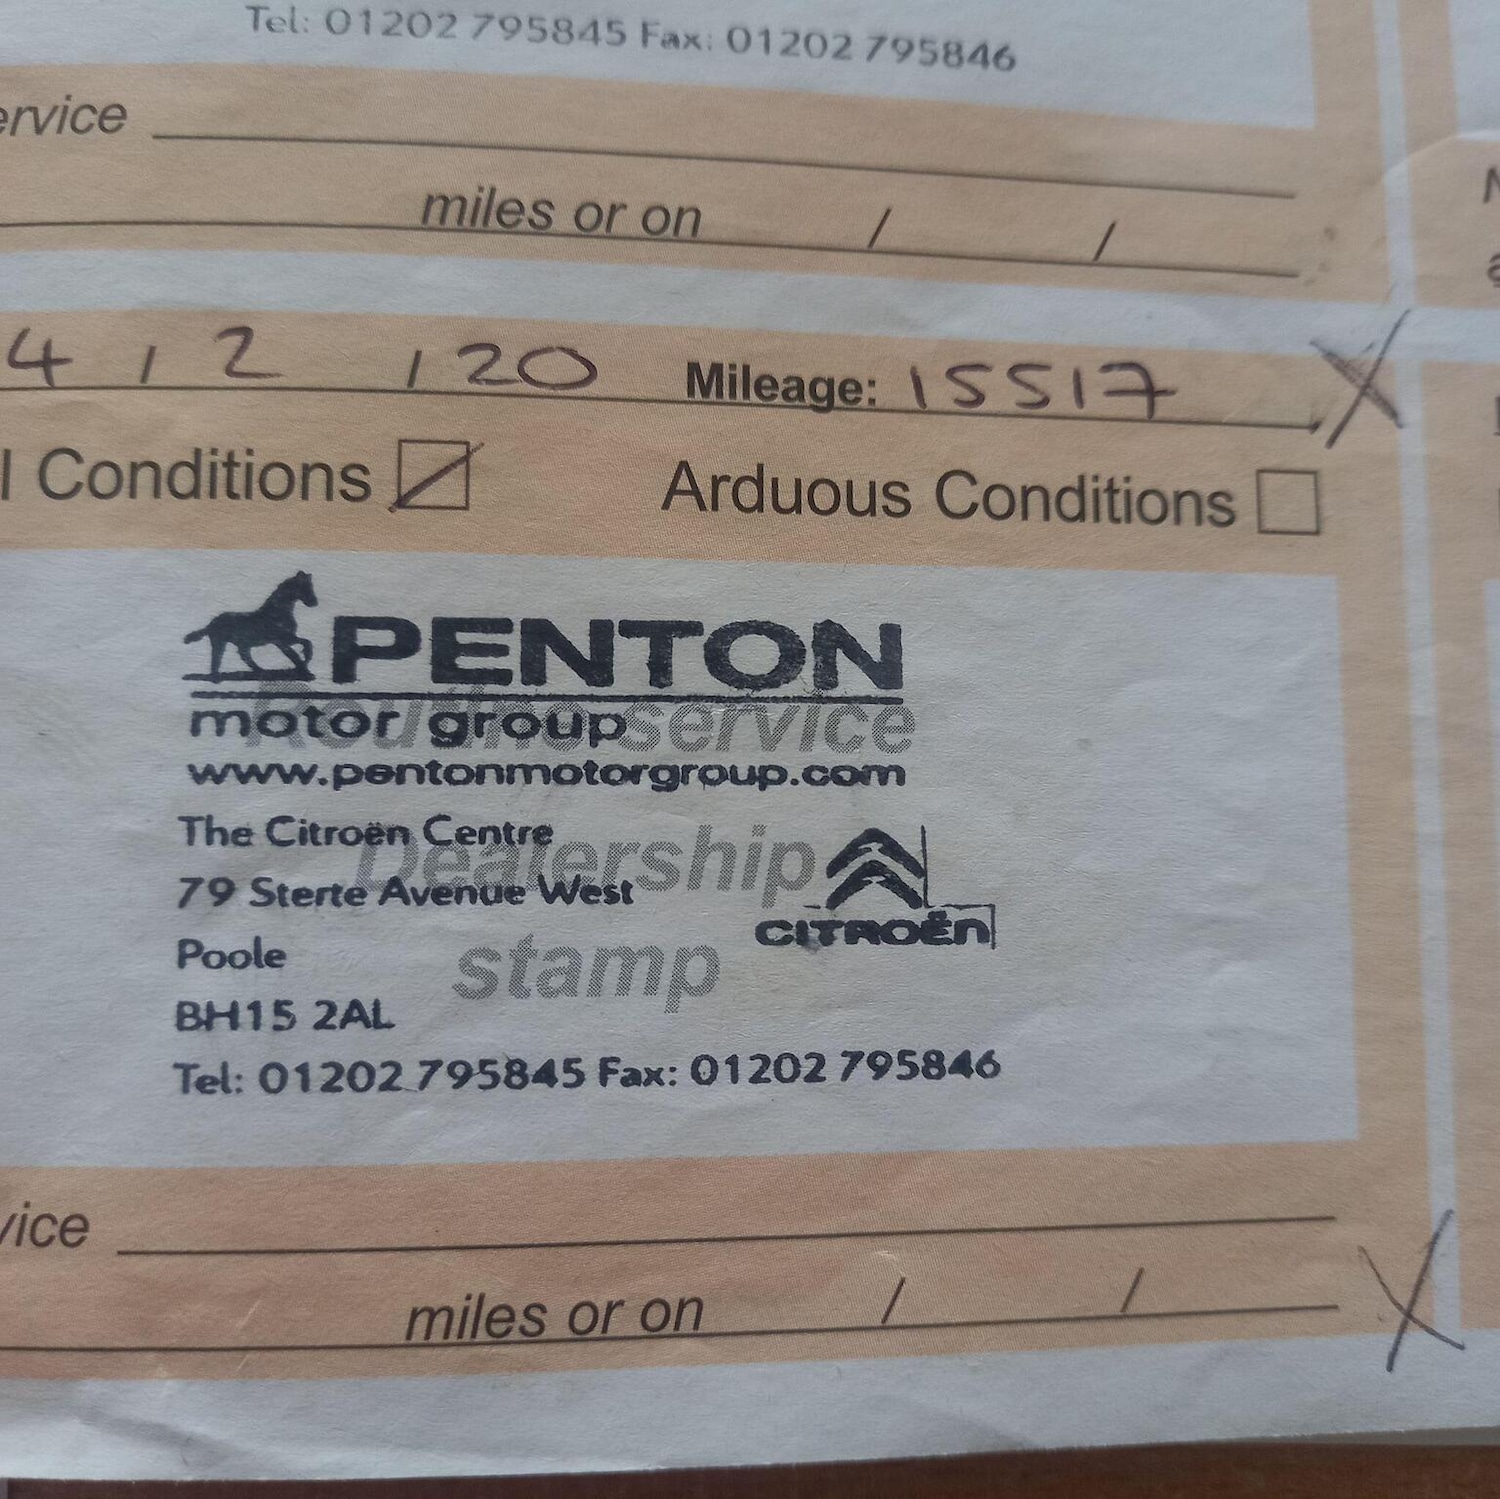 Tel: 01202 795845 Fax: 01202 795846
ervice
miles or on / /
4 / 2 / 20 Mileage: 15517
l Conditions Arduous Conditions
PENTON
motor group
Routine service
www.pentonmotorgroup.com
The Citroën Centre
Dealership
79 Sterte Avenue West
CITROËN
Poole
stamp
BH15 2AL
Tel: 01202 795845 Fax: 01202 795846
vice
miles or on / /